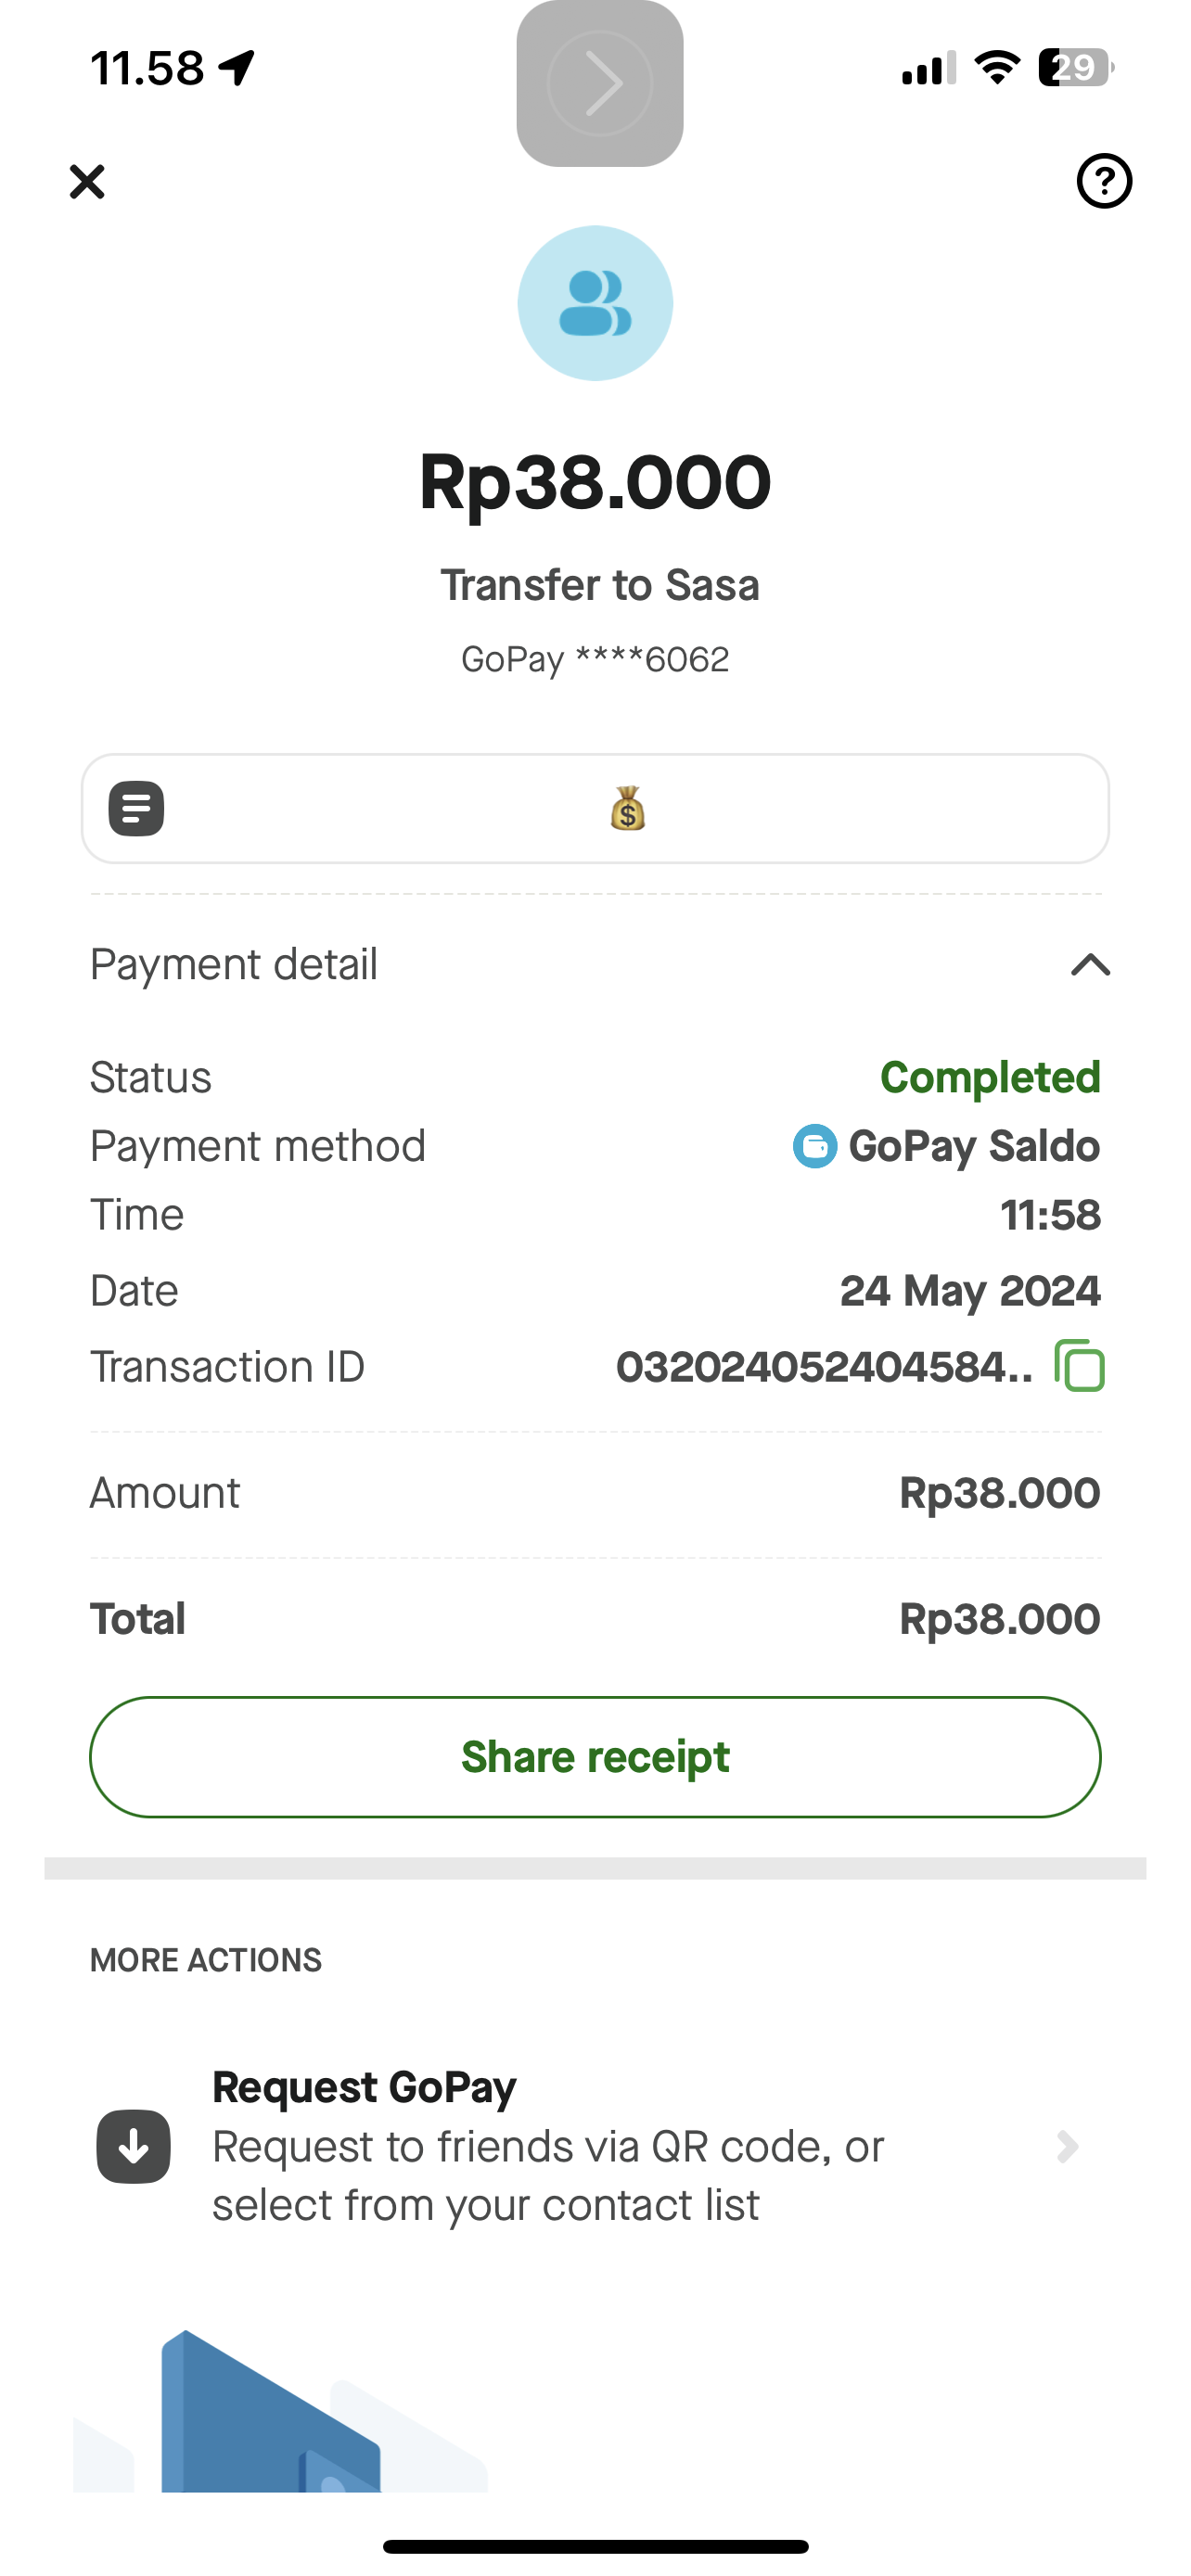 11.58
29
Rp38.000
Transfer to Sasa
GoPay ****6062
Payment detail
Status Completed
Payment method GoPay Saldo
Time 11:58
Date 24 May 2024
Transaction ID 032024052404584..
Amount Rp38.000
Total Rp38.000
Share receipt
MORE ACTIONS
Request GoPay
Request to friends via QR code, or
select from your contact list